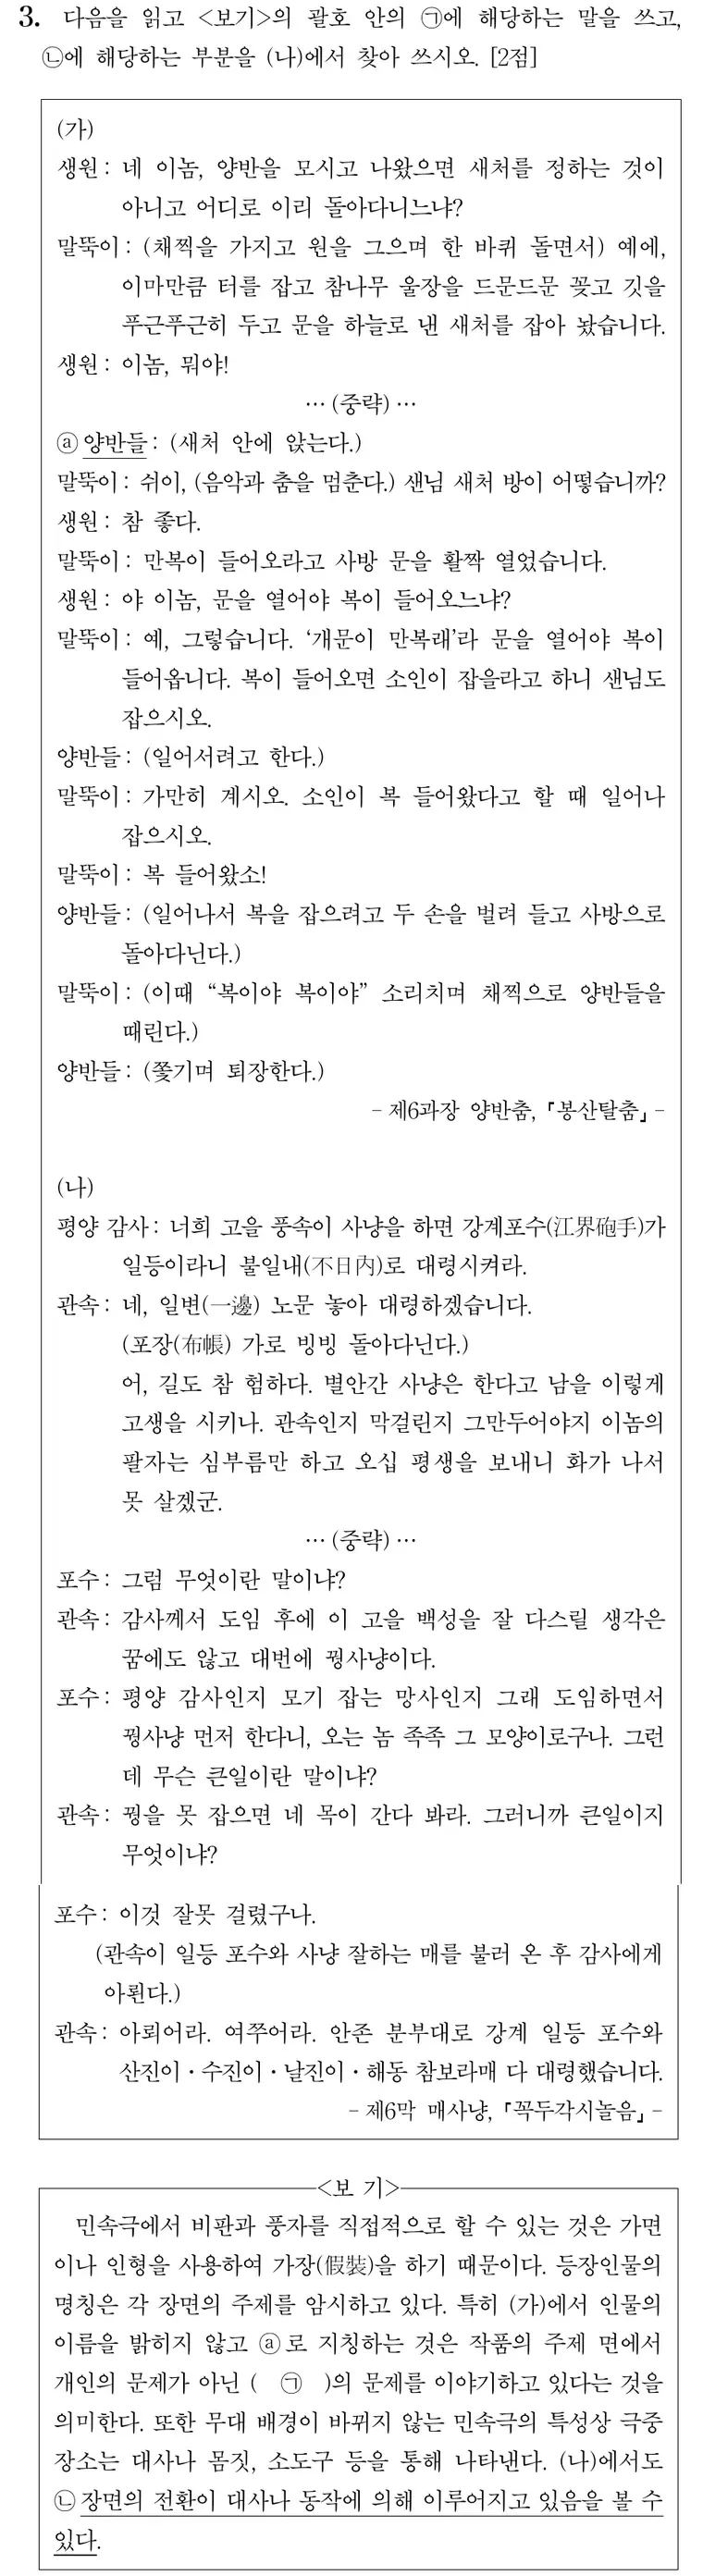 3. 다음을 읽고 <보기>의 괄호 안의 ㉠에 해당하는 말을 쓰고,
㉡에 해당하는 부분을 (나)에서 찾아 쓰시오. [2점]
(가)
생원 : 네 이놈, 양반을 모시고 나왔으면 새처를 정하는 것이
아니고 어디로 이리 돌아다니느냐?
말뚝이 : (채찍을 가지고 원을 그으며 한 바퀴 돌면서) 예에,
이마만큼 터를 잡고 참나무 울장을 드문드문 꽂고 깃을
푸근푸근히 두고 문을 하늘로 낸 새처를 잡아 놨습니다.
생원 : 이놈, 뭐야!
… (중략) …
ⓐ 양반들 : (새처 안에 앉는다.)
말뚝이 : 쉬이, (음악과 춤을 멈춘다.) 샌님 새처 방이 어떻습니까?
생원 : 참 좋다.
말뚝이 : 만복이 들어오라고 사방 문을 활짝 열었습니다.
생원 : 야 이놈, 문을 열어야 복이 들어오느냐?
말뚝이 : 예, 그렇습니다. ‘개문이 만복래’라 문을 열어야 복이
들어옵니다. 복이 들어오면 소인이 잡을라고 하니 샌님도
잡으시오.
양반들 : (일어서려고 한다.)
말뚝이 : 가만히 계시오. 소인이 복 들어왔다고 할 때 일어나
잡으시오.
말뚝이 : 복 들어왔소!
양반들 : (일어나서 복을 잡으려고 두 손을 벌려 들고 사방으로
돌아다닌다.)
말뚝이 : (이때 “복이야 복이야” 소리치며 채찍으로 양반들을
때린다.)
양반들 : (쫓기며 퇴장한다.)
- 제6과장 양반춤, 『봉산탈춤』-
(나)
평양 감사 : 너희 고을 풍속이 사냥을 하면 강계포수(江界砲手)가
일등이라니 불일내(不日內)로 대령시켜라.
관속 : 네, 일변(一邊) 노문 놓아 대령하겠습니다.
(포장(布帳) 가로 빙빙 돌아다닌다.)
어, 길도 참 험하다. 별안간 사냥은 한다고 남을 이렇게
고생을 시키나. 관속인지 막걸린지 그만두어야지 이놈의
팔자는 심부름만 하고 오십 평생을 보내니 화가 나서
못 살겠군.
… (중략) …
포수 : 그럼 무엇이란 말이냐?
관속 : 감사께서 도임 후에 이 고을 백성을 잘 다스릴 생각은
꿈에도 않고 대번에 꿩사냥이다.
포수 : 평양 감사인지 모기 잡는 망사인지 그래 도임하면서
꿩사냥 먼저 한다니, 오는 놈 족족 그 모양이로구나. 그런
데 무슨 큰일이란 말이냐?
관속 : 꿩을 못 잡으면 네 목이 간다 봐라. 그러니까 큰일이지
무엇이냐?
포수 : 이것 잘못 걸렸구나.
(관속이 일등 포수와 사냥 잘하는 매를 불러 온 후 감사에게
아뢴다.)
관속 : 아뢰어라. 여쭈어라. 안존 분부대로 강계 일등 포수와
산진이・수진이・날진이・해동 참보라매 다 대령했습니다.
- 제6막 매사냥, 『꼭두각시놀음』-
<보 기>
민속극에서 비판과 풍자를 직접적으로 할 수 있는 것은 가면
이나 인형을 사용하여 가장(假裝)을 하기 때문이다. 등장인물의
명칭은 각 장면의 주제를 암시하고 있다. 특히 (가)에서 인물의
이름을 밝히지 않고 ⓐ로 지칭하는 것은 작품의 주제 면에서
개인의 문제가 아닌 ( ㉠ )의 문제를 이야기하고 있다는 것을
의미한다. 또한 무대 배경이 바뀌지 않는 민속극의 특성상 극중
장소는 대사나 몸짓, 소도구 등을 통해 나타낸다. (나)에서도
㉡ 장면의 전환이 대사나 동작에 의해 이루어지고 있음을 볼 수
있다.